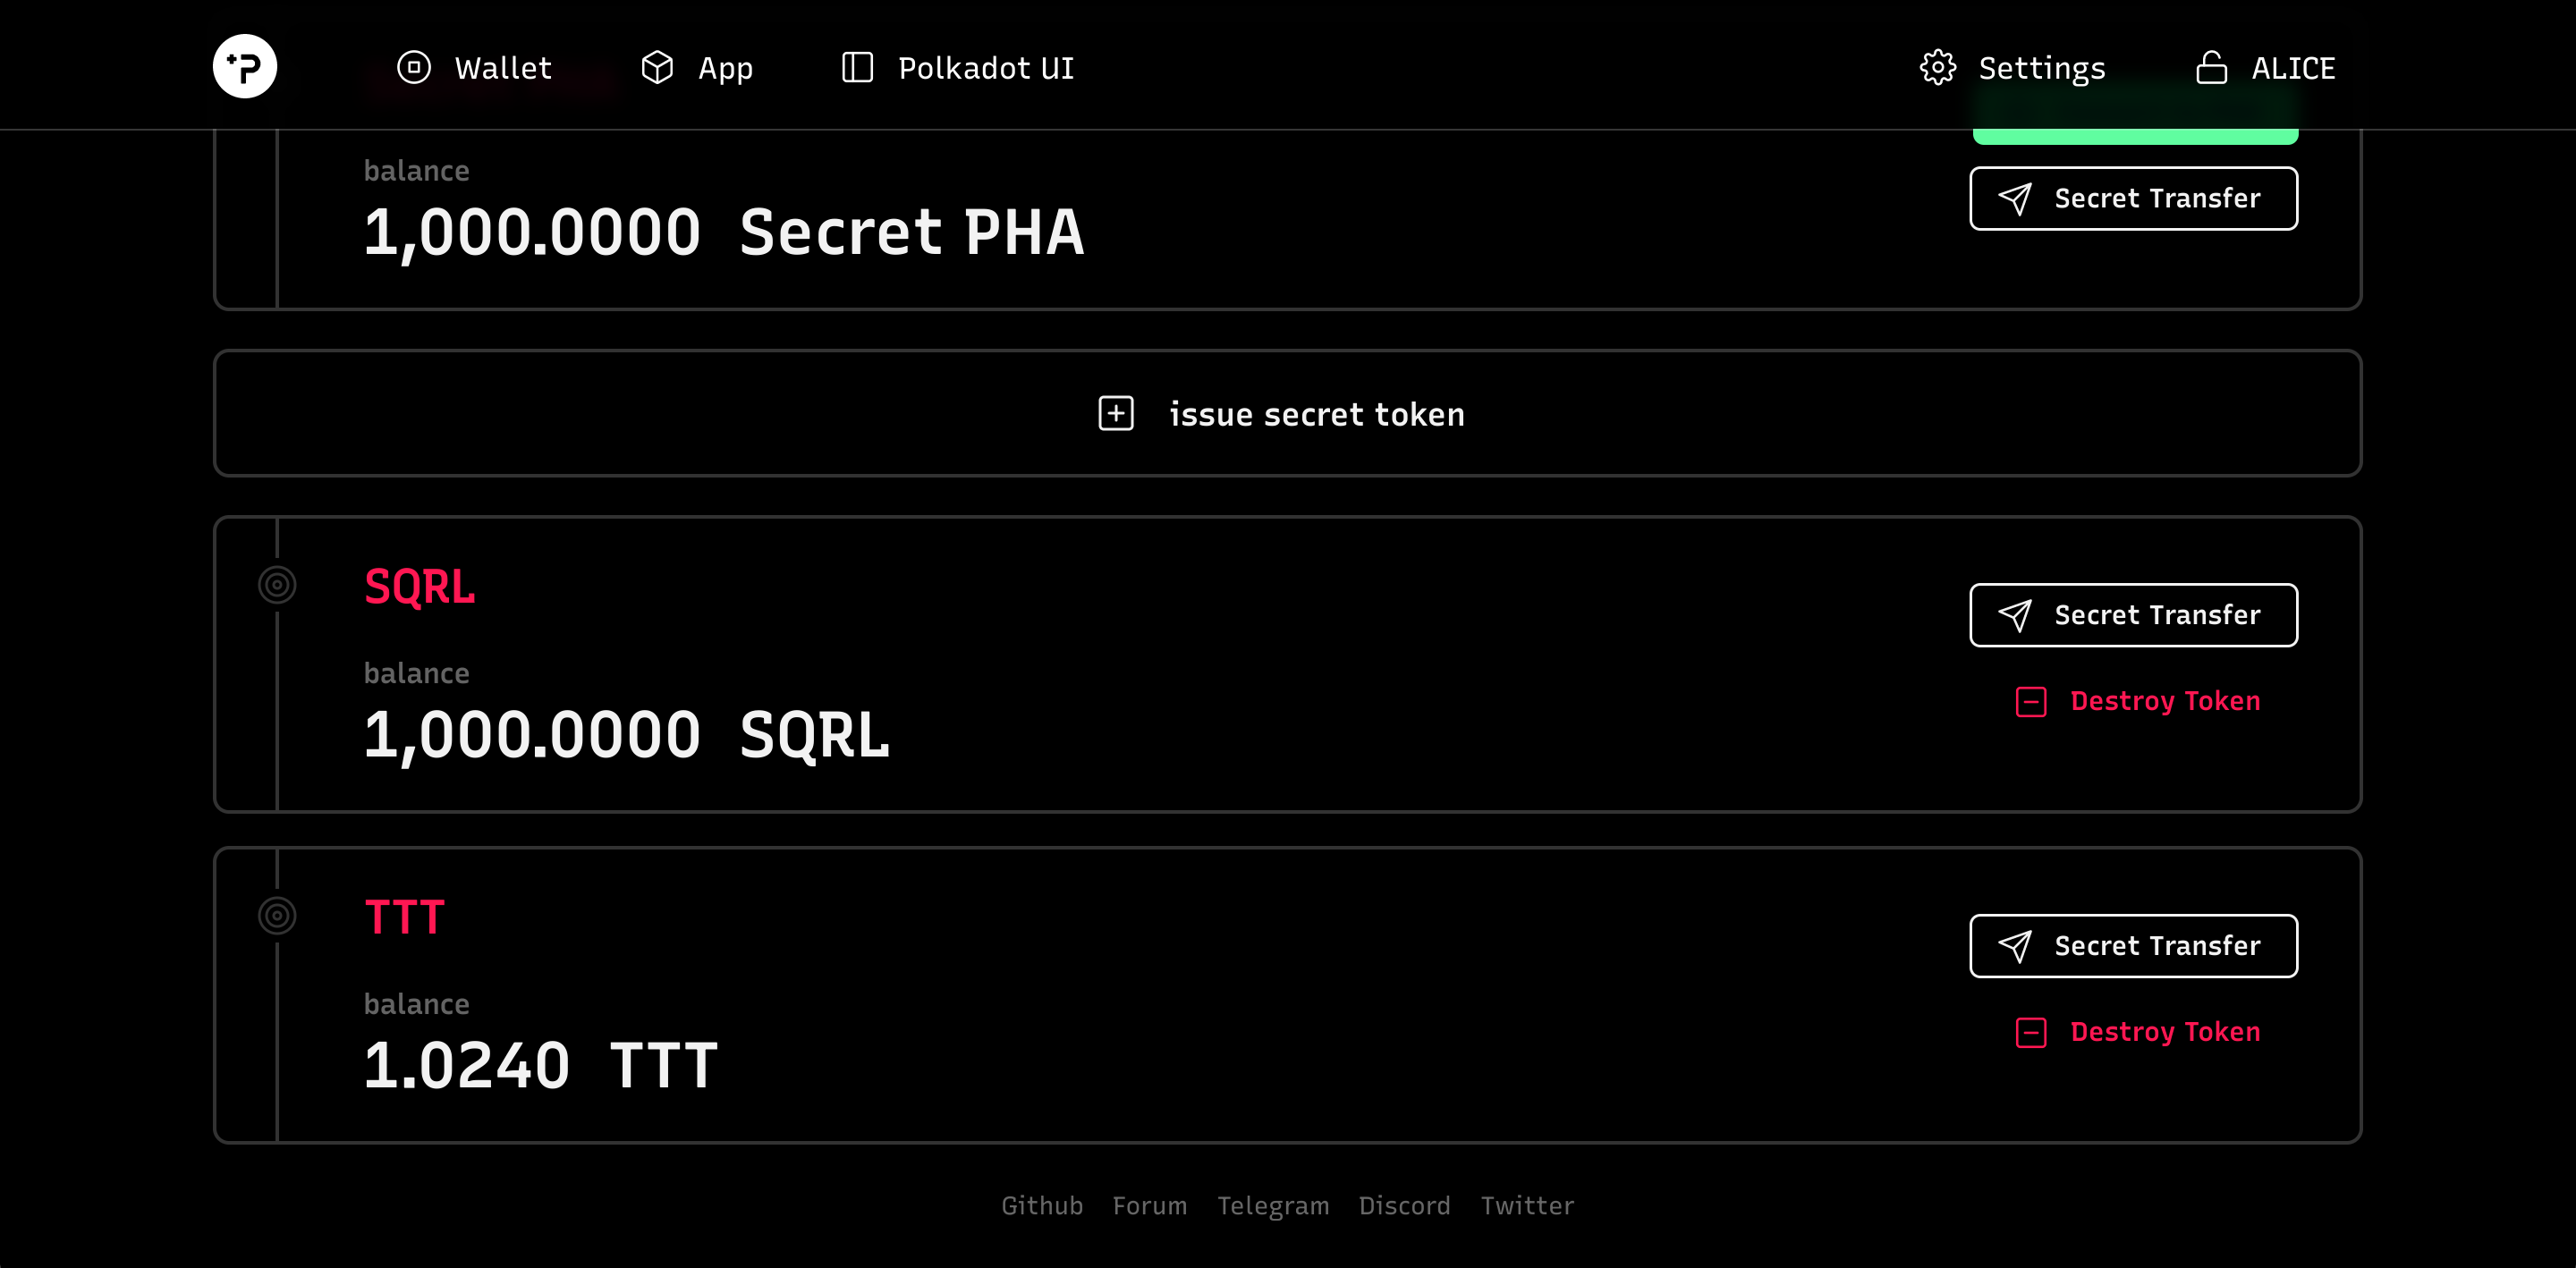 Wallet App Polkadot UI Settings ALICE
balance
1,000.0000 Secret PHA
Secret Transfer
issue secret token
SQRL
Secret Transfer
balance
Destroy Token
1,000.0000 SQRL
TTT
Secret Transfer
balance
Destroy Token
1.0240 TTT
Github Forum Telegram Discord Twitter